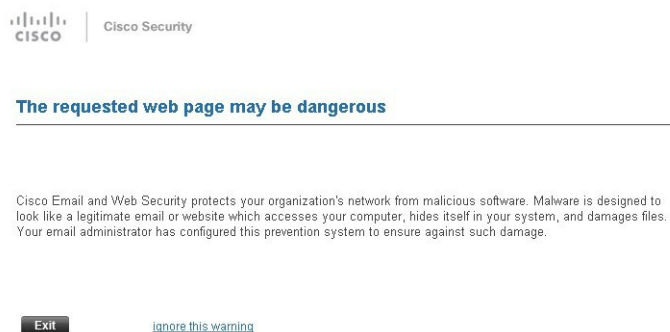 CISCO
Cisco Security
The requested web page may be dangerous
Cisco Email and Web Security protects your organization's network from malicious software. Malware is designed to
look like a legitimate email or website which accesses your computer, hides itself in your system, and damages files.
Your email administrator has configured this prevention system to ensure against such damage.
Exit
ignore this warning